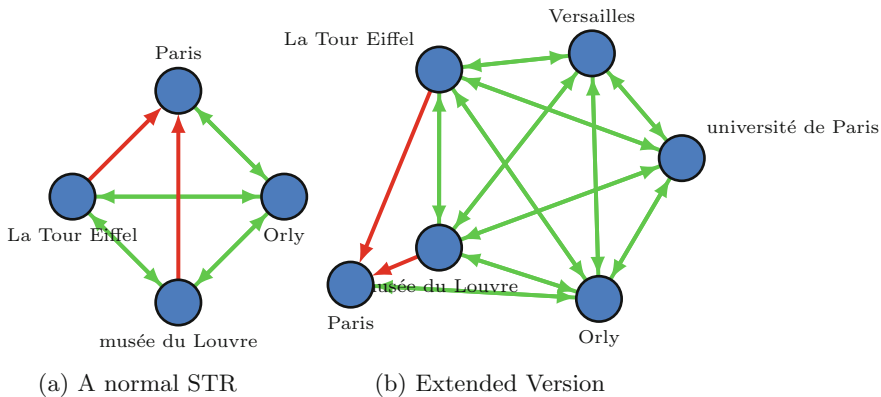 Paris
La Tour Eiffel
Orly
musée du Louvre
(a) A normal STR
Versailles
La Tour Eiffel
université de Paris
musée du Louvre
Paris
Orly
(b) Extended Version